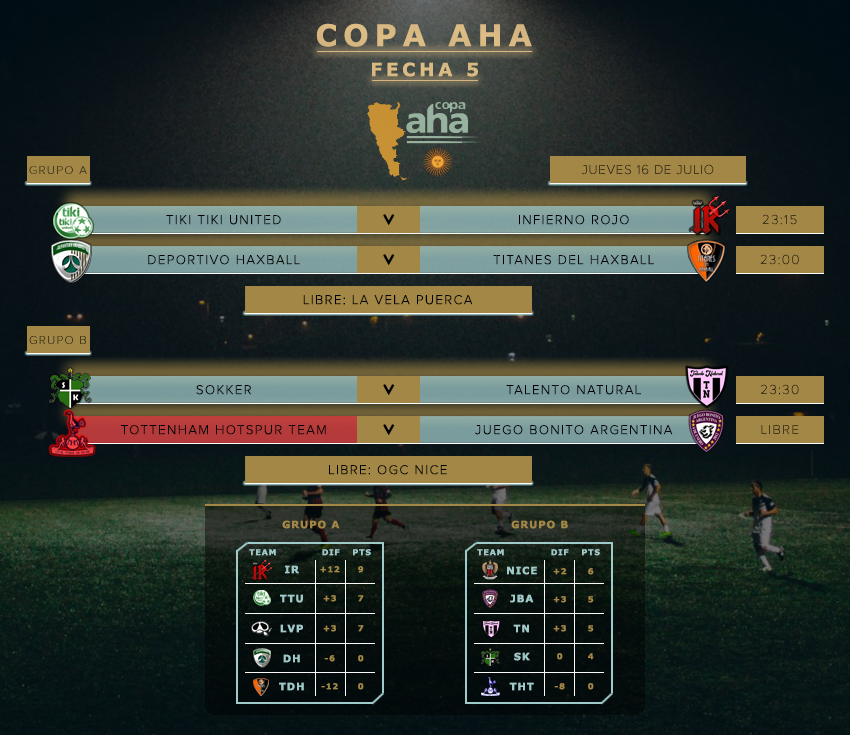 COPA AHA
FECHA 5
copa
aha
GRUPO A
JUEVES 16 DE JULIO
TIKI TIKI UNITED V INFIERNO ROJO 23:15
DEPORTIVO HAXBALL V TITANES DEL HAXBALL 23:00
LIBRE: LA VELA PUERCA
GRUPO B
SOKKER V TALENTO NATURAL 23:30
TOTTENHAM HOTSPUR TEAM V JUEGO BONITO ARGENTINA LIBRE
LIBRE: OGC NICE
GRUPO A
TEAM DIF PTS
IR +12 9
TTU +3 7
LVP +3 7
DH -6 0
TDH -12 0
GRUPO B
TEAM DIF PTS
NICE +2 6
JBA +3 5
TN +3 5
SK 0 4
THT -8 0